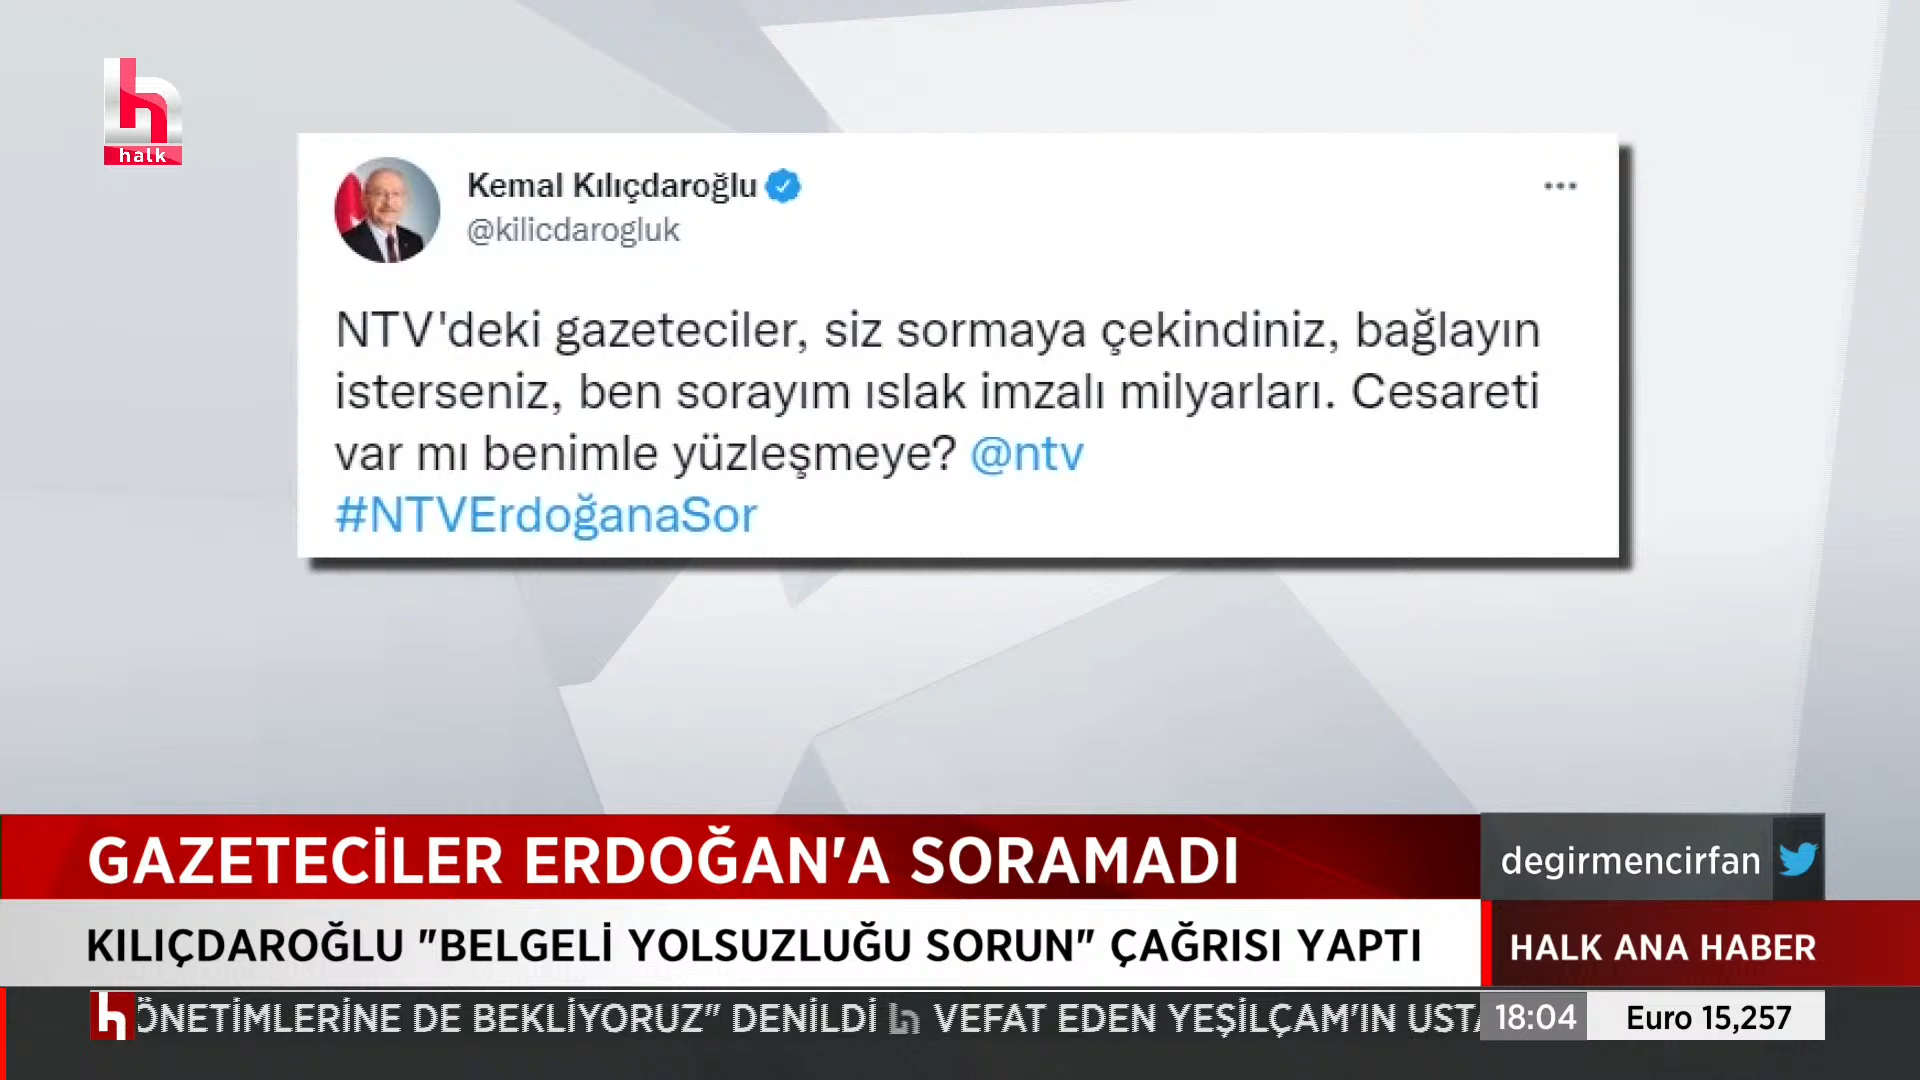 halk
Kemal Kılıçdaroğlu
@kilicdarogluk
NTV'deki gazeteciler, siz sormaya çekindiniz, bağlayın
isterseniz, ben sorayım ıslak imzalı milyarları. Cesareti
var mı benimle yüzleşmeye? @ntv
#NTVErdoğanaSor
GAZETECİLER ERDOĞAN'A SORAMADI
degirmencirfan
KILIÇDAROĞLU "BELGELİ YOLSUZLUĞU SORUN" ÇAĞRISI YAPTI
HALK ANA HABER
ÖNETİMLERİNE DE BEKLİYORUZ" DENİLDİ VEFAT EDEN YEŞİLÇAM'IN USTA
18:04 Euro 15,257